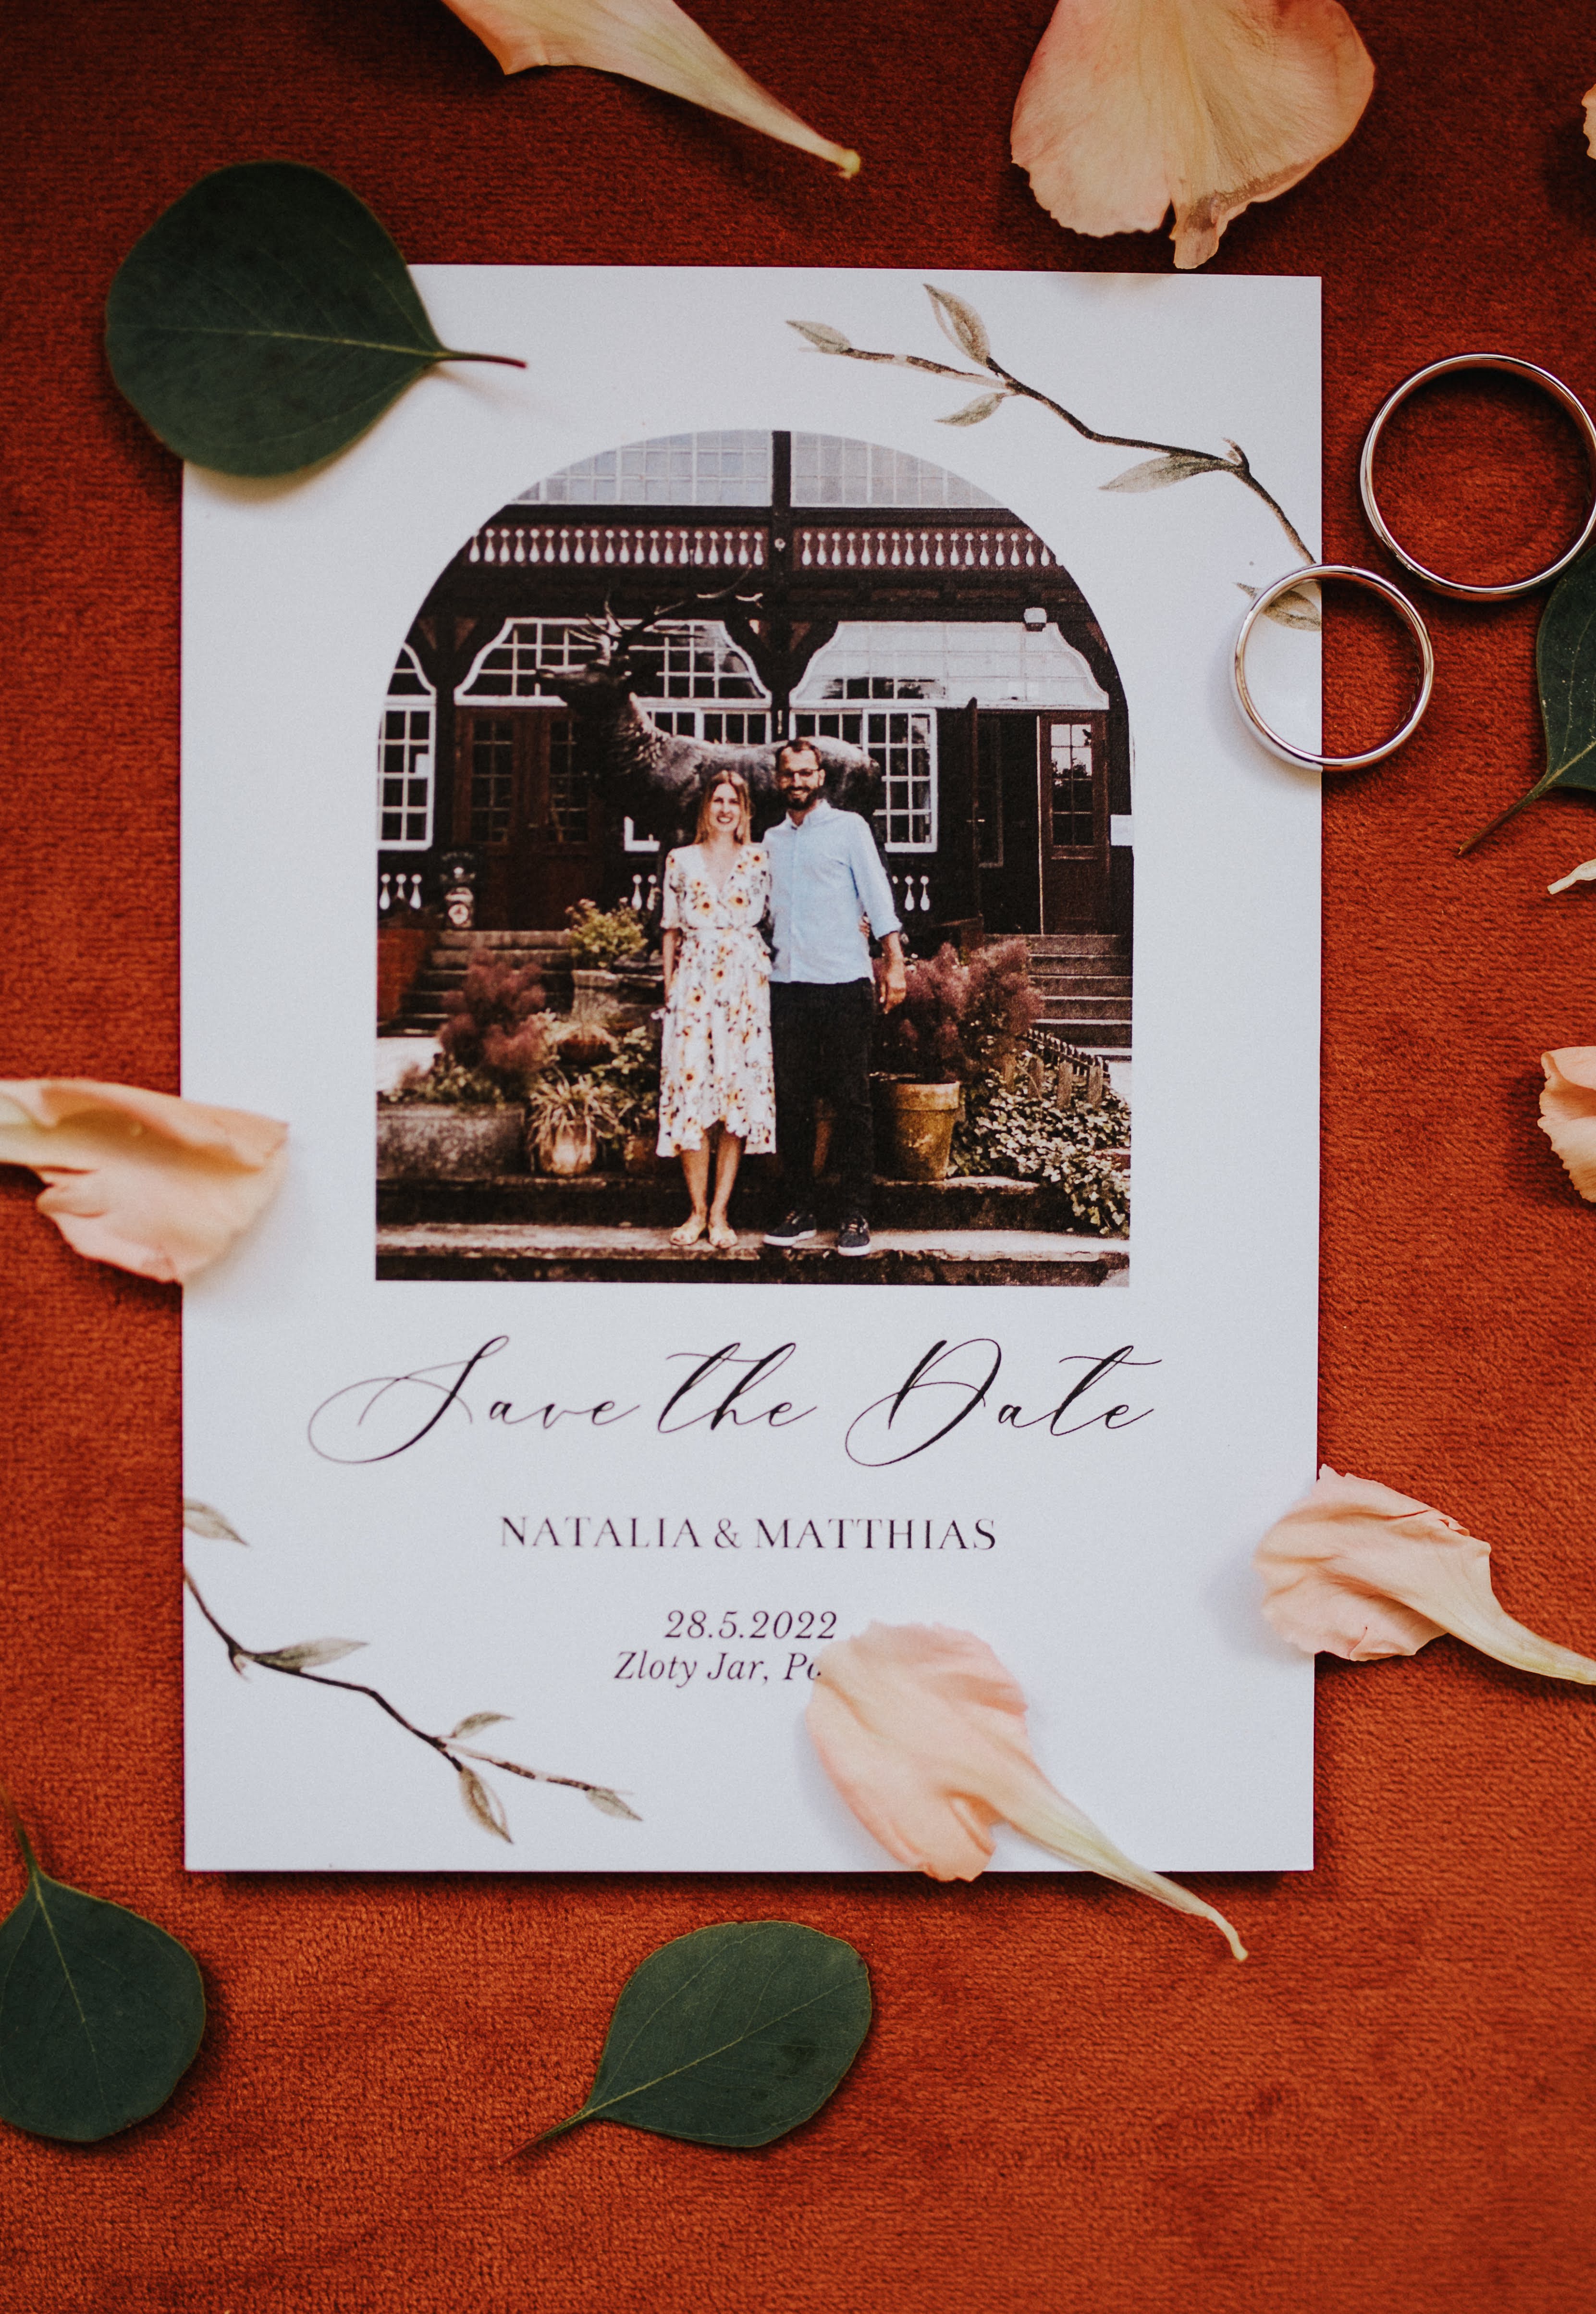 Save the Date
NATALIA & MATTHIAS
28.5.2022
Zloty Jar,